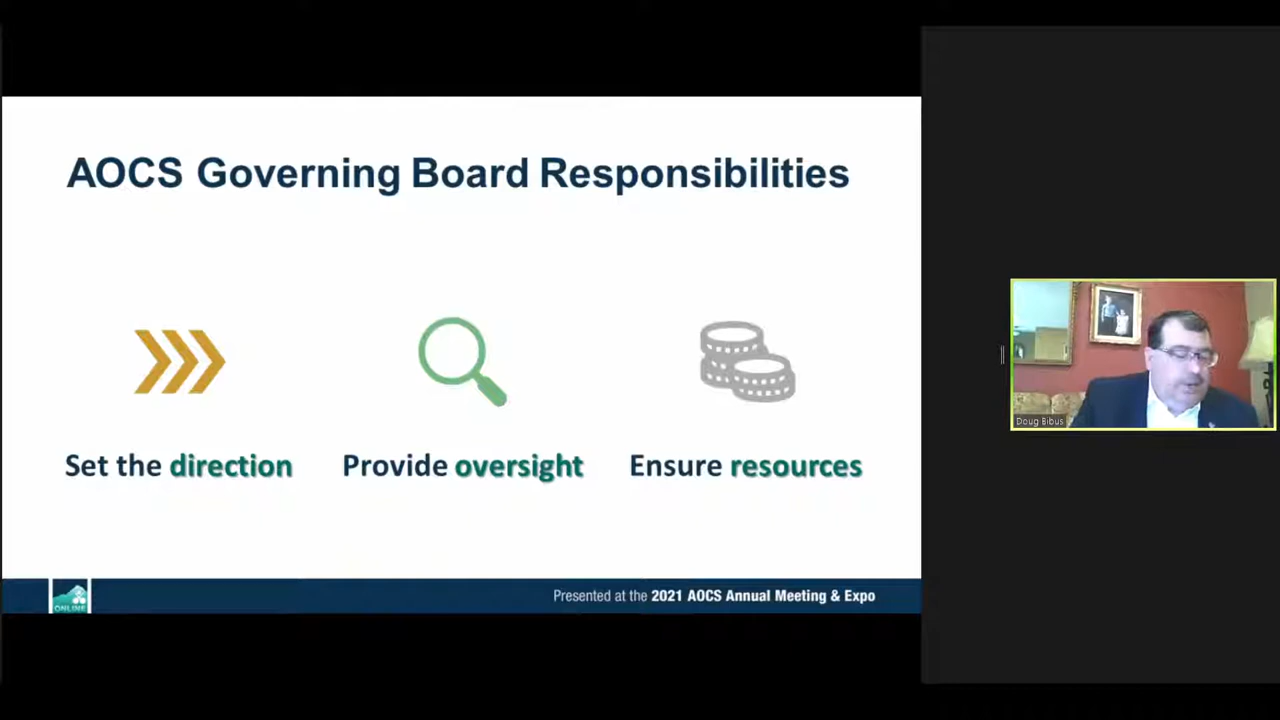 AOCS Governing Board Responsibilities
Set the direction
Provide oversight
Ensure resources
ONLINE
Presented at the 2021 AOCS Annual Meeting & Expo
Doug Bibus